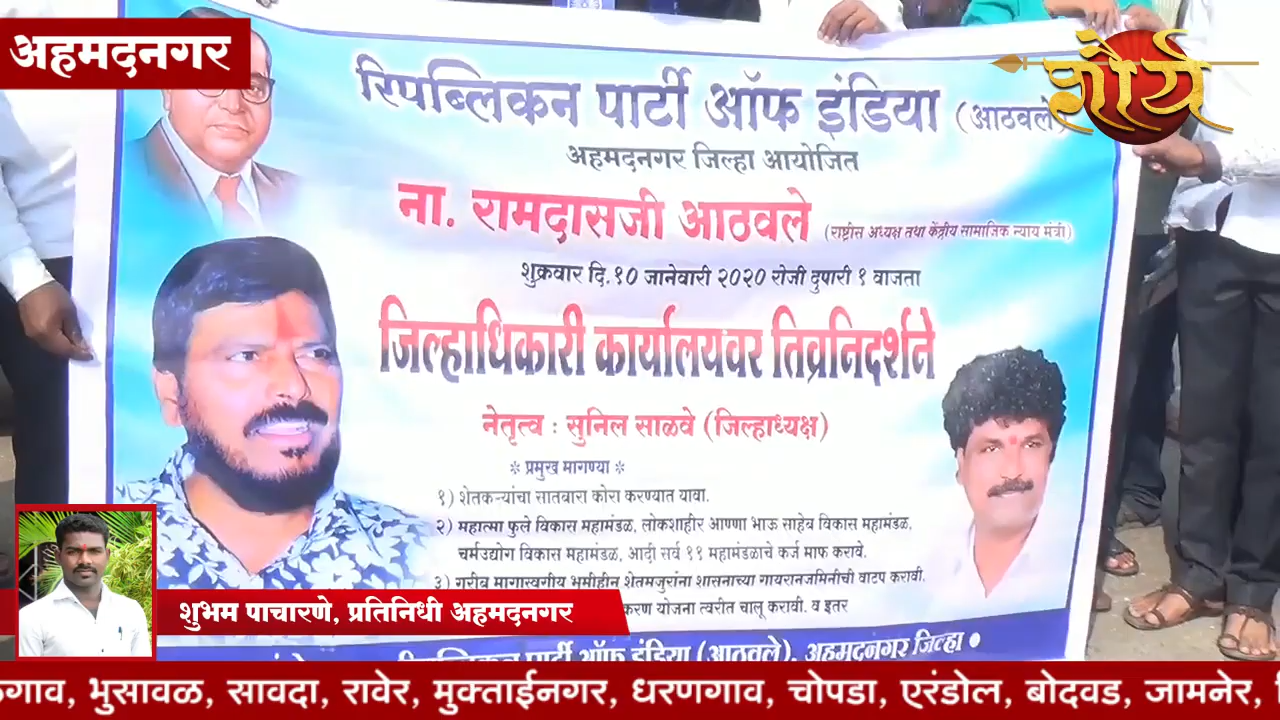 अहमदनगर
शौर्य
रिपब्लिकन पार्टी ऑफ इंडिया (आठवले)
अहमदनगर जिल्हा आयोजित
ना. रामदासजी आठवले (राष्ट्रीस अध्यक्ष तथा केंद्रीय सामाजिक न्याय मंत्री)
शुक्रवार दि.१० जानेवारी २०२० रोजी दुपारी १ वाजता
जिल्हाधिकारी कार्यालयवर तिव्रनिदर्शने
नेतृत्व : सुनिल साळवे (जिल्हाध्यक्ष)
* प्रमुख मागण्या *
१) शेतकऱ्यांचा सातबारा कोरा करण्यात यावा.
२) महात्मा फुले विकास महामंडळ, लोकशाहीर आण्णा भाऊ साहेब विकास महामंडळ,
चर्मउद्योग विकास महामंडळ, आदी सर्व ११ महामंडळाचे कर्ज माफ करावे.
३) गरीब मागासवर्गीय भूमीहीन शेतमजुरांना शासनाच्या गायरानजमिनीची वाटप करावी.
करण योजना त्वरीत चालू करावी. व इतर
पार्टी ऑफ इंडिया (आठवले), अहमदनगर जिल्हा •
शुभम पाचारणे, प्रतिनिधी अहमदनगर
गाव, भुसावळ, सावदा, रावेर, मुक्ताईनगर, धरणगाव, चोपडा, एरंडोल, बोदवड, जामनेर,